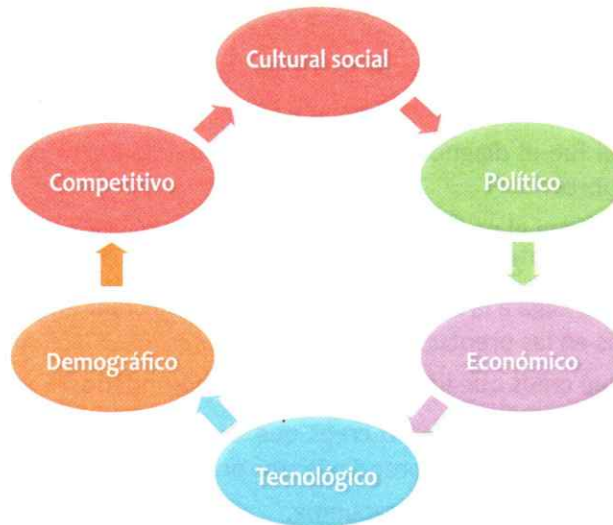 Cultural social
Político
Económico
Tecnológico
Demográfico
Competitivo